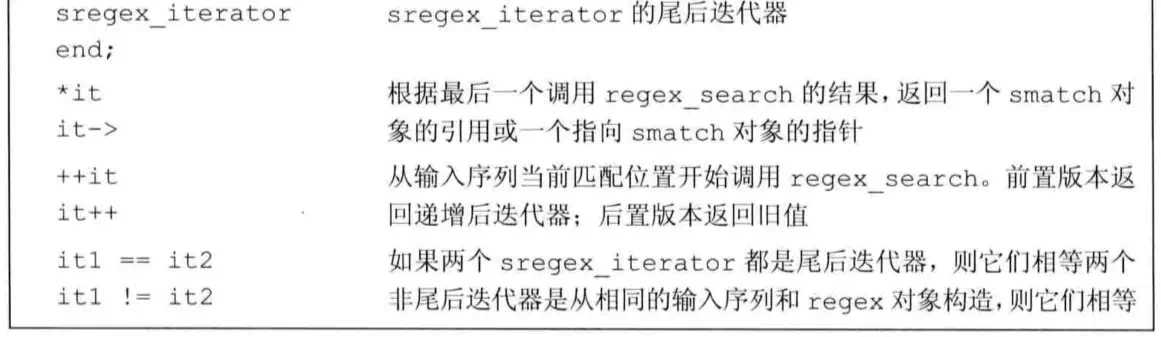 sregex_iterator sregex_iterator 的尾后迭代器
end;
*it 根据最后一个调用 regex_search 的结果，返回一个 smatch 对
it-> 象的引用或一个指向 smatch 对象的指针
++it 从输入序列当前匹配位置开始调用 regex_search。前置版本返
it++ 回递增后迭代器；后置版本返回旧值
it1 == it2 如果两个 sregex_iterator 都是尾后迭代器，则它们相等两个
it1 != it2 非尾后迭代器是从相同的输入序列和 regex 对象构造，则它们相等